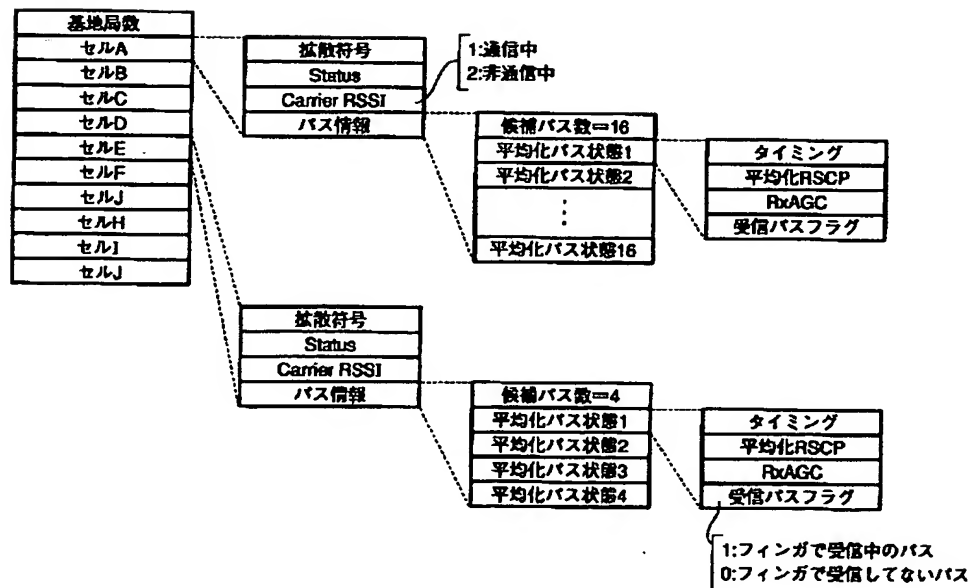 基地局数
セルA
セルB
セルC
セルD
セルE
セルF
セルJ
セルH
セルI
セルJ
拡散符号
Status
Carrier RSSI
パス情報
1:通信中
2:非通信中
候補パス数=16
平均化パス状態1
平均化パス状態2
⋮
平均化パス状態16
タイミング
平均化RSCP
RxAGC
受信パスフラグ
拡散符号
Status
Carrier RSSI
パス情報
候補パス数=4
平均化パス状態1
平均化パス状態2
平均化パス状態3
平均化パス状態4
タイミング
平均化RSCP
RxAGC
受信パスフラグ
1:フィンガで受信中のパス
0:フィンガで受信してないパス